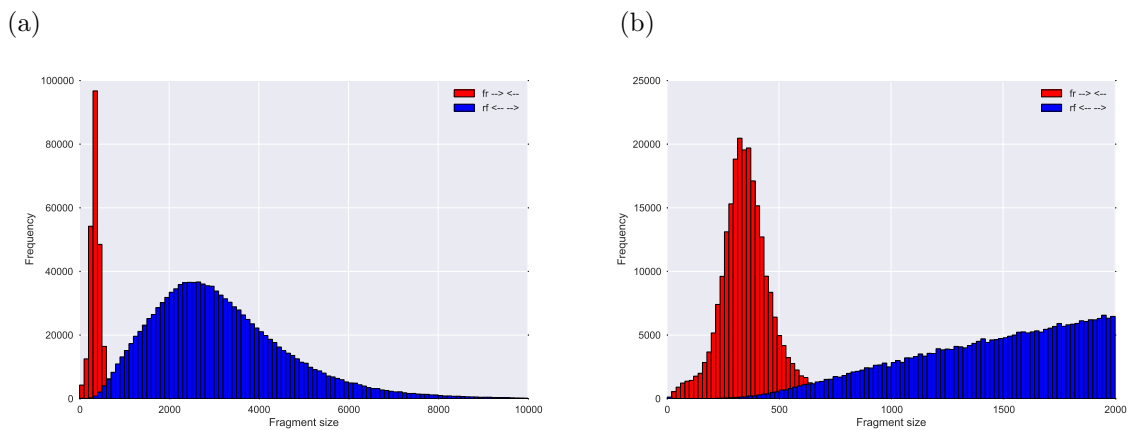 (a)
100000
80000
60000
40000
20000
0
Frequency
0 2000 4000 6000 8000 10000
Fragment size
fr --> <--
rf <-- -->
(b)
25000
20000
15000
10000
5000
0
Frequency
0 500 1000 1500 2000
Fragment size
fr --> <--
rf <-- -->